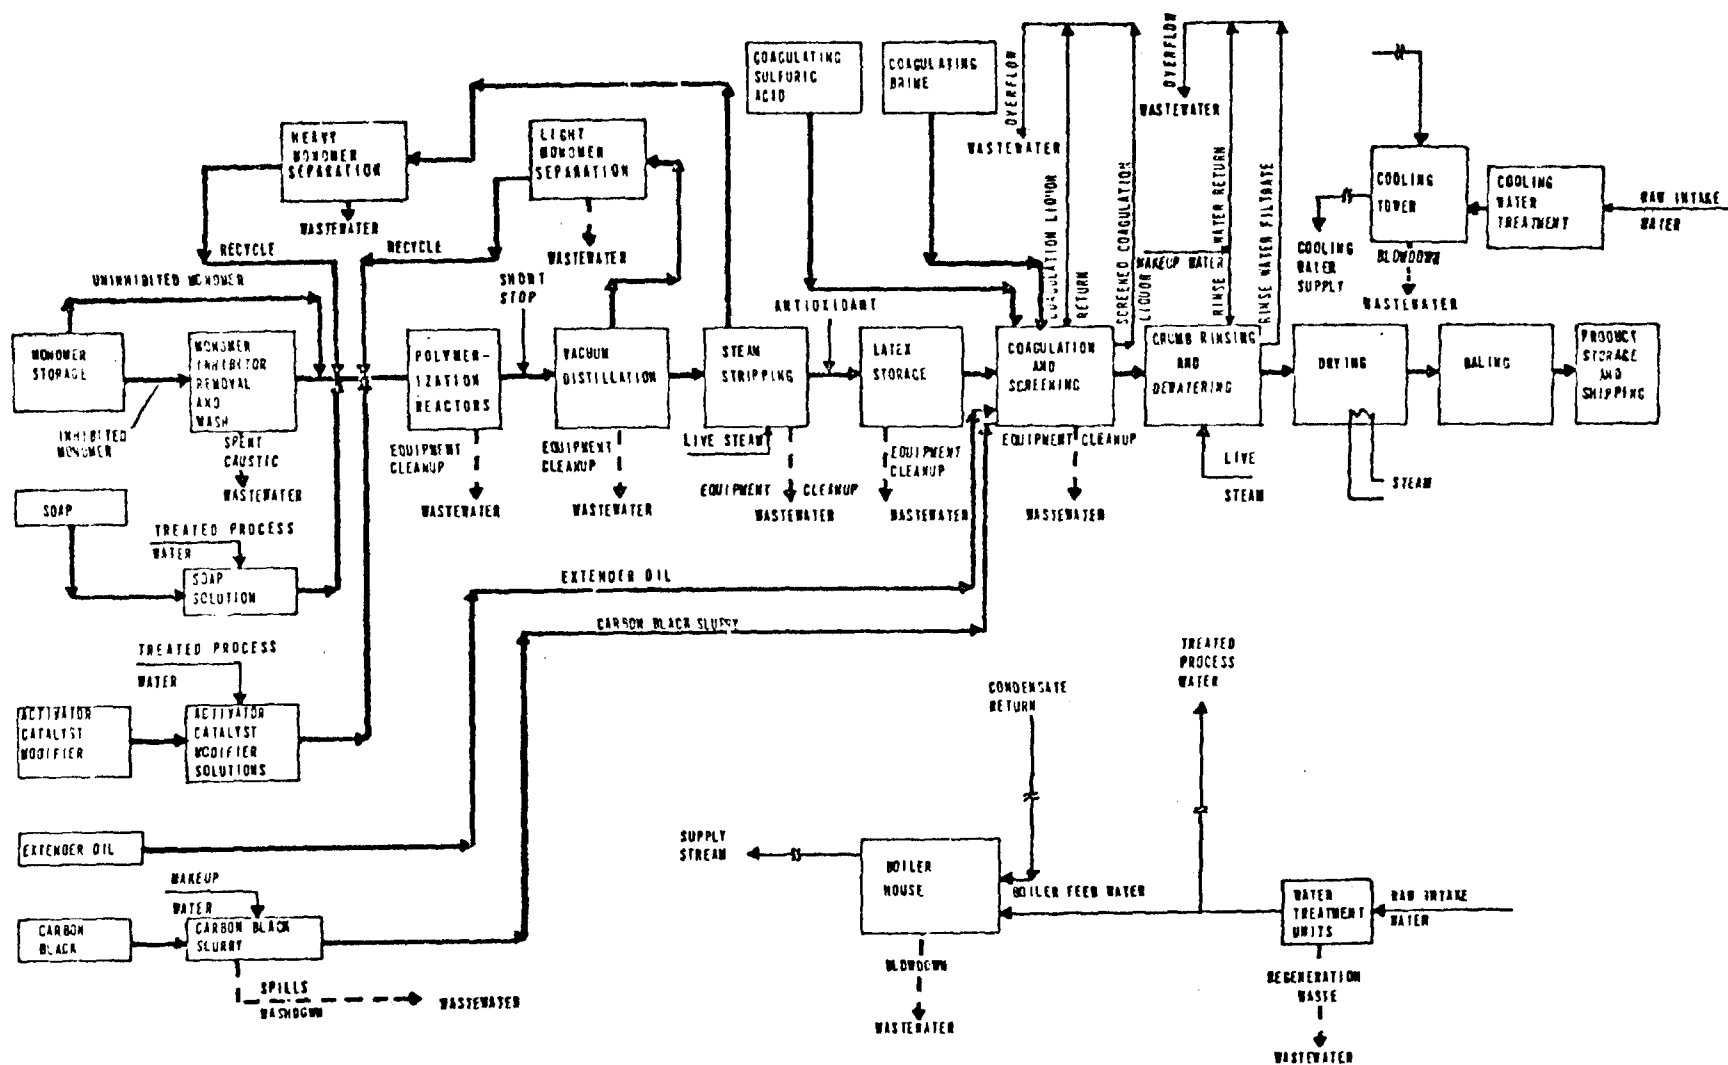 COAGULATING
SULFURIC
ACID
COAGULATING
BRINE
OVERFLOW
WASTEWATER
OVERFLOW
WASTEWATER
HEAVY
MONOMER
SEPARATION
WASTEWATER
LIGHT
MONOMER
SEPARATION
WASTEWATER
RECYCLE
RECYCLE
UNINHIBITED MONOMER
SHORT
STOP
ANTIOXIDANT
COAGULATION LIQUOR
RETURN
SCREENED COAGULATION
LIQUOR
MAKEUP WATER
RINSE WATER RETURN
RINSE WATER FILTRATE
COOLING
TOWER
COOLING
WATER
TREATMENT
RAW INTAKE
WATER
COOLING
WATER
SUPPLY
BLOWDOWN
WASTEWATER
MONOMER
STORAGE
MONOMER
INHIBITOR
REMOVAL
AND
WASH
POLYMER-
IZATION
REACTORS
VACUUM
DISTILLATION
STEAM
STRIPPING
LATEX
STORAGE
COAGULATION
AND
SCREENING
CRUMB RINSING
AND
DEWATERING
DRYING
BALING
PRODUCT
STORAGE
AND
SHIPPING
INHIBITED
MONOMER
SPENT
CAUSTIC
WASTEWATER
EQUIPMENT
CLEANUP
WASTEWATER
EQUIPMENT
CLEANUP
WASTEWATER
LIVE STEAM
EQUIPMENT CLEANUP
WASTEWATER
EQUIPMENT
CLEANUP
WASTEWATER
EQUIPMENT CLEANUP
WASTEWATER
LIVE
STEAM
STEAM
SOAP
TREATED PROCESS
WATER
SOAP
SOLUTION
EXTENDER OIL
CARBON BLACK SLURRY
TREATED PROCESS
WATER
ACTIVATOR
CATALYST
MODIFIER
ACTIVATOR
CATALYST
MODIFIER
SOLUTIONS
CONDENSATE
RETURN
TREATED
PROCESS
WATER
EXTENDER OIL
SUPPLY
STREAM
BOILER
HOUSE
BOILER FEED WATER
WATER
TREATMENT
UNITS
RAW INTAKE
WATER
MAKEUP
WATER
CARBON
BLACK
CARBON BLACK
SLURRY
SPILLS
WASHDOWN
WASTEWATER
BLOWDOWN
WASTEWATER
REGENERATION
WASTE
WASTEWATER